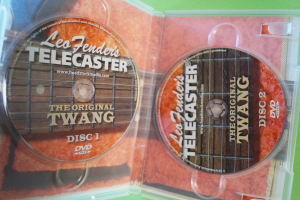 Leo Fender's
TELECASTER
THE ORIGINAL
TWANG
DISC 1
DVD
Leo Fender's
TELECASTER
THE ORIGINAL
TWANG
DISC 2
DVD